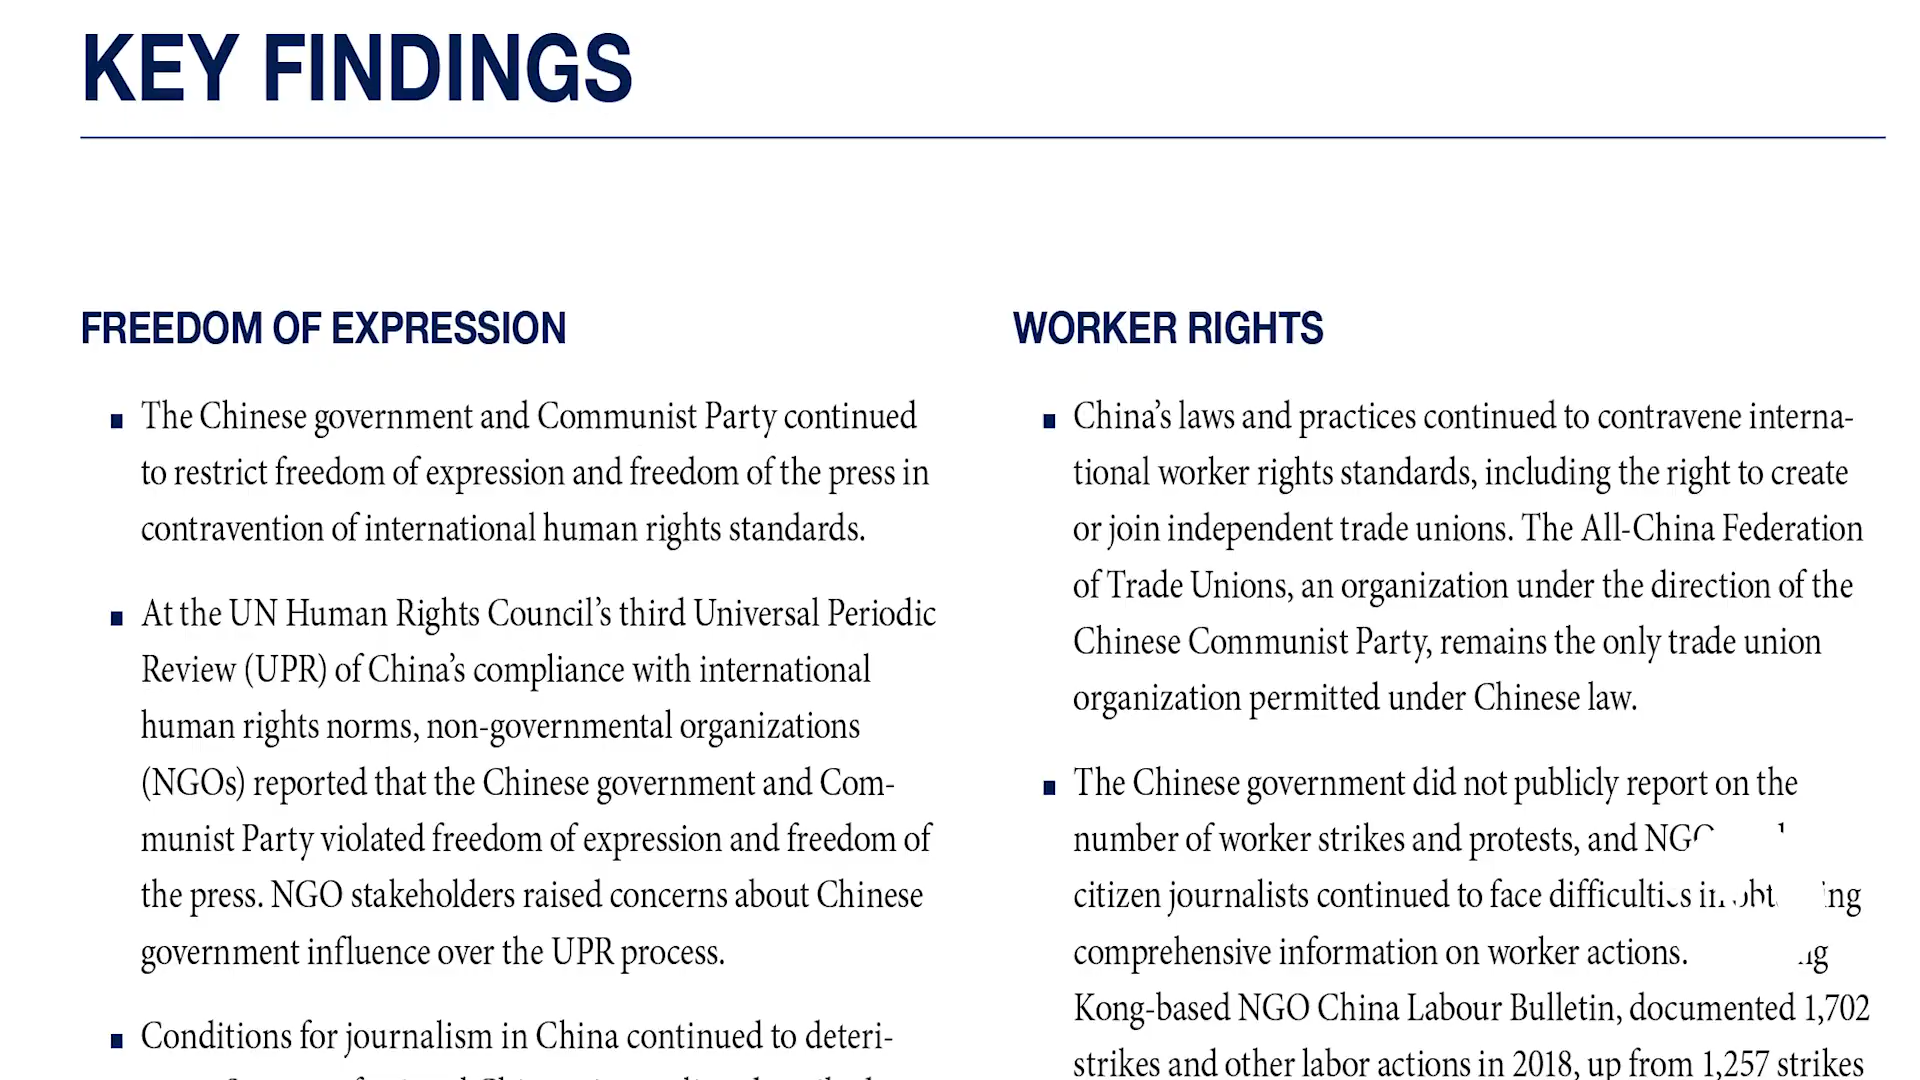 KEY FINDINGS
FREEDOM OF EXPRESSION
■ The Chinese government and Communist Party continued
to restrict freedom of expression and freedom of the press in
contravention of international human rights standards.
■ At the UN Human Rights Council’s third Universal Periodic
Review (UPR) of China’s compliance with international
human rights norms, non-governmental organizations
(NGOs) reported that the Chinese government and Com-
munist Party violated freedom of expression and freedom of
the press. NGO stakeholders raised concerns about Chinese
government influence over the UPR process.
■ Conditions for journalism in China continued to deteri-
WORKER RIGHTS
■ China’s laws and practices continued to contravene interna-
tional worker rights standards, including the right to create
or join independent trade unions. The All-China Federation
of Trade Unions, an organization under the direction of the
Chinese Communist Party, remains the only trade union
organization permitted under Chinese law.
■ The Chinese government did not publicly report on the
number of worker strikes and protests, and
citizen journalists continued to face difficulties in
comprehensive information on worker actions.
Kong-based NGO China Labour Bulletin, documented 1,702
strikes and other labor actions in 2018, up from 1,257 strikes